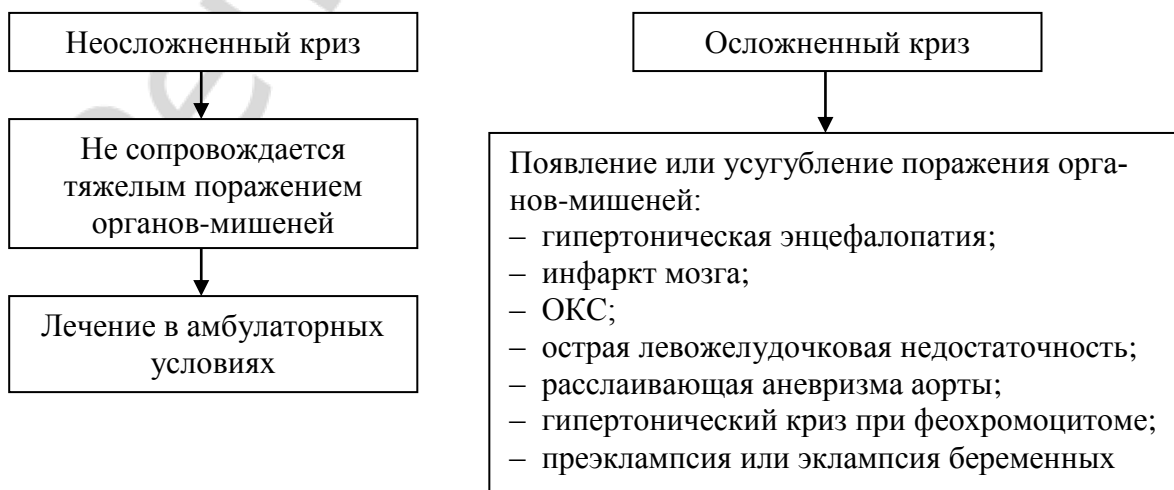 Неосложненный криз
Не сопровождается
тяжелым поражением
органов-мишеней
Лечение в амбулаторных
условиях
Осложненный криз
Появление или усугубление поражения орга-
нов-мишеней:
– гипертоническая энцефалопатия;
– инфаркт мозга;
– ОКС;
– острая левожелудочковая недостаточность;
– расслаивающая аневризма аорты;
– гипертонический криз при феохромоцитоме;
– преэклампсия или эклампсия беременных